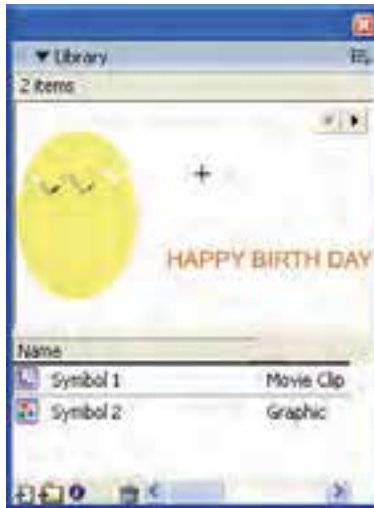 Library
2 items
HAPPY BIRTH DAY
Name
Symbol 1 Movie Clip
Symbol 2 Graphic